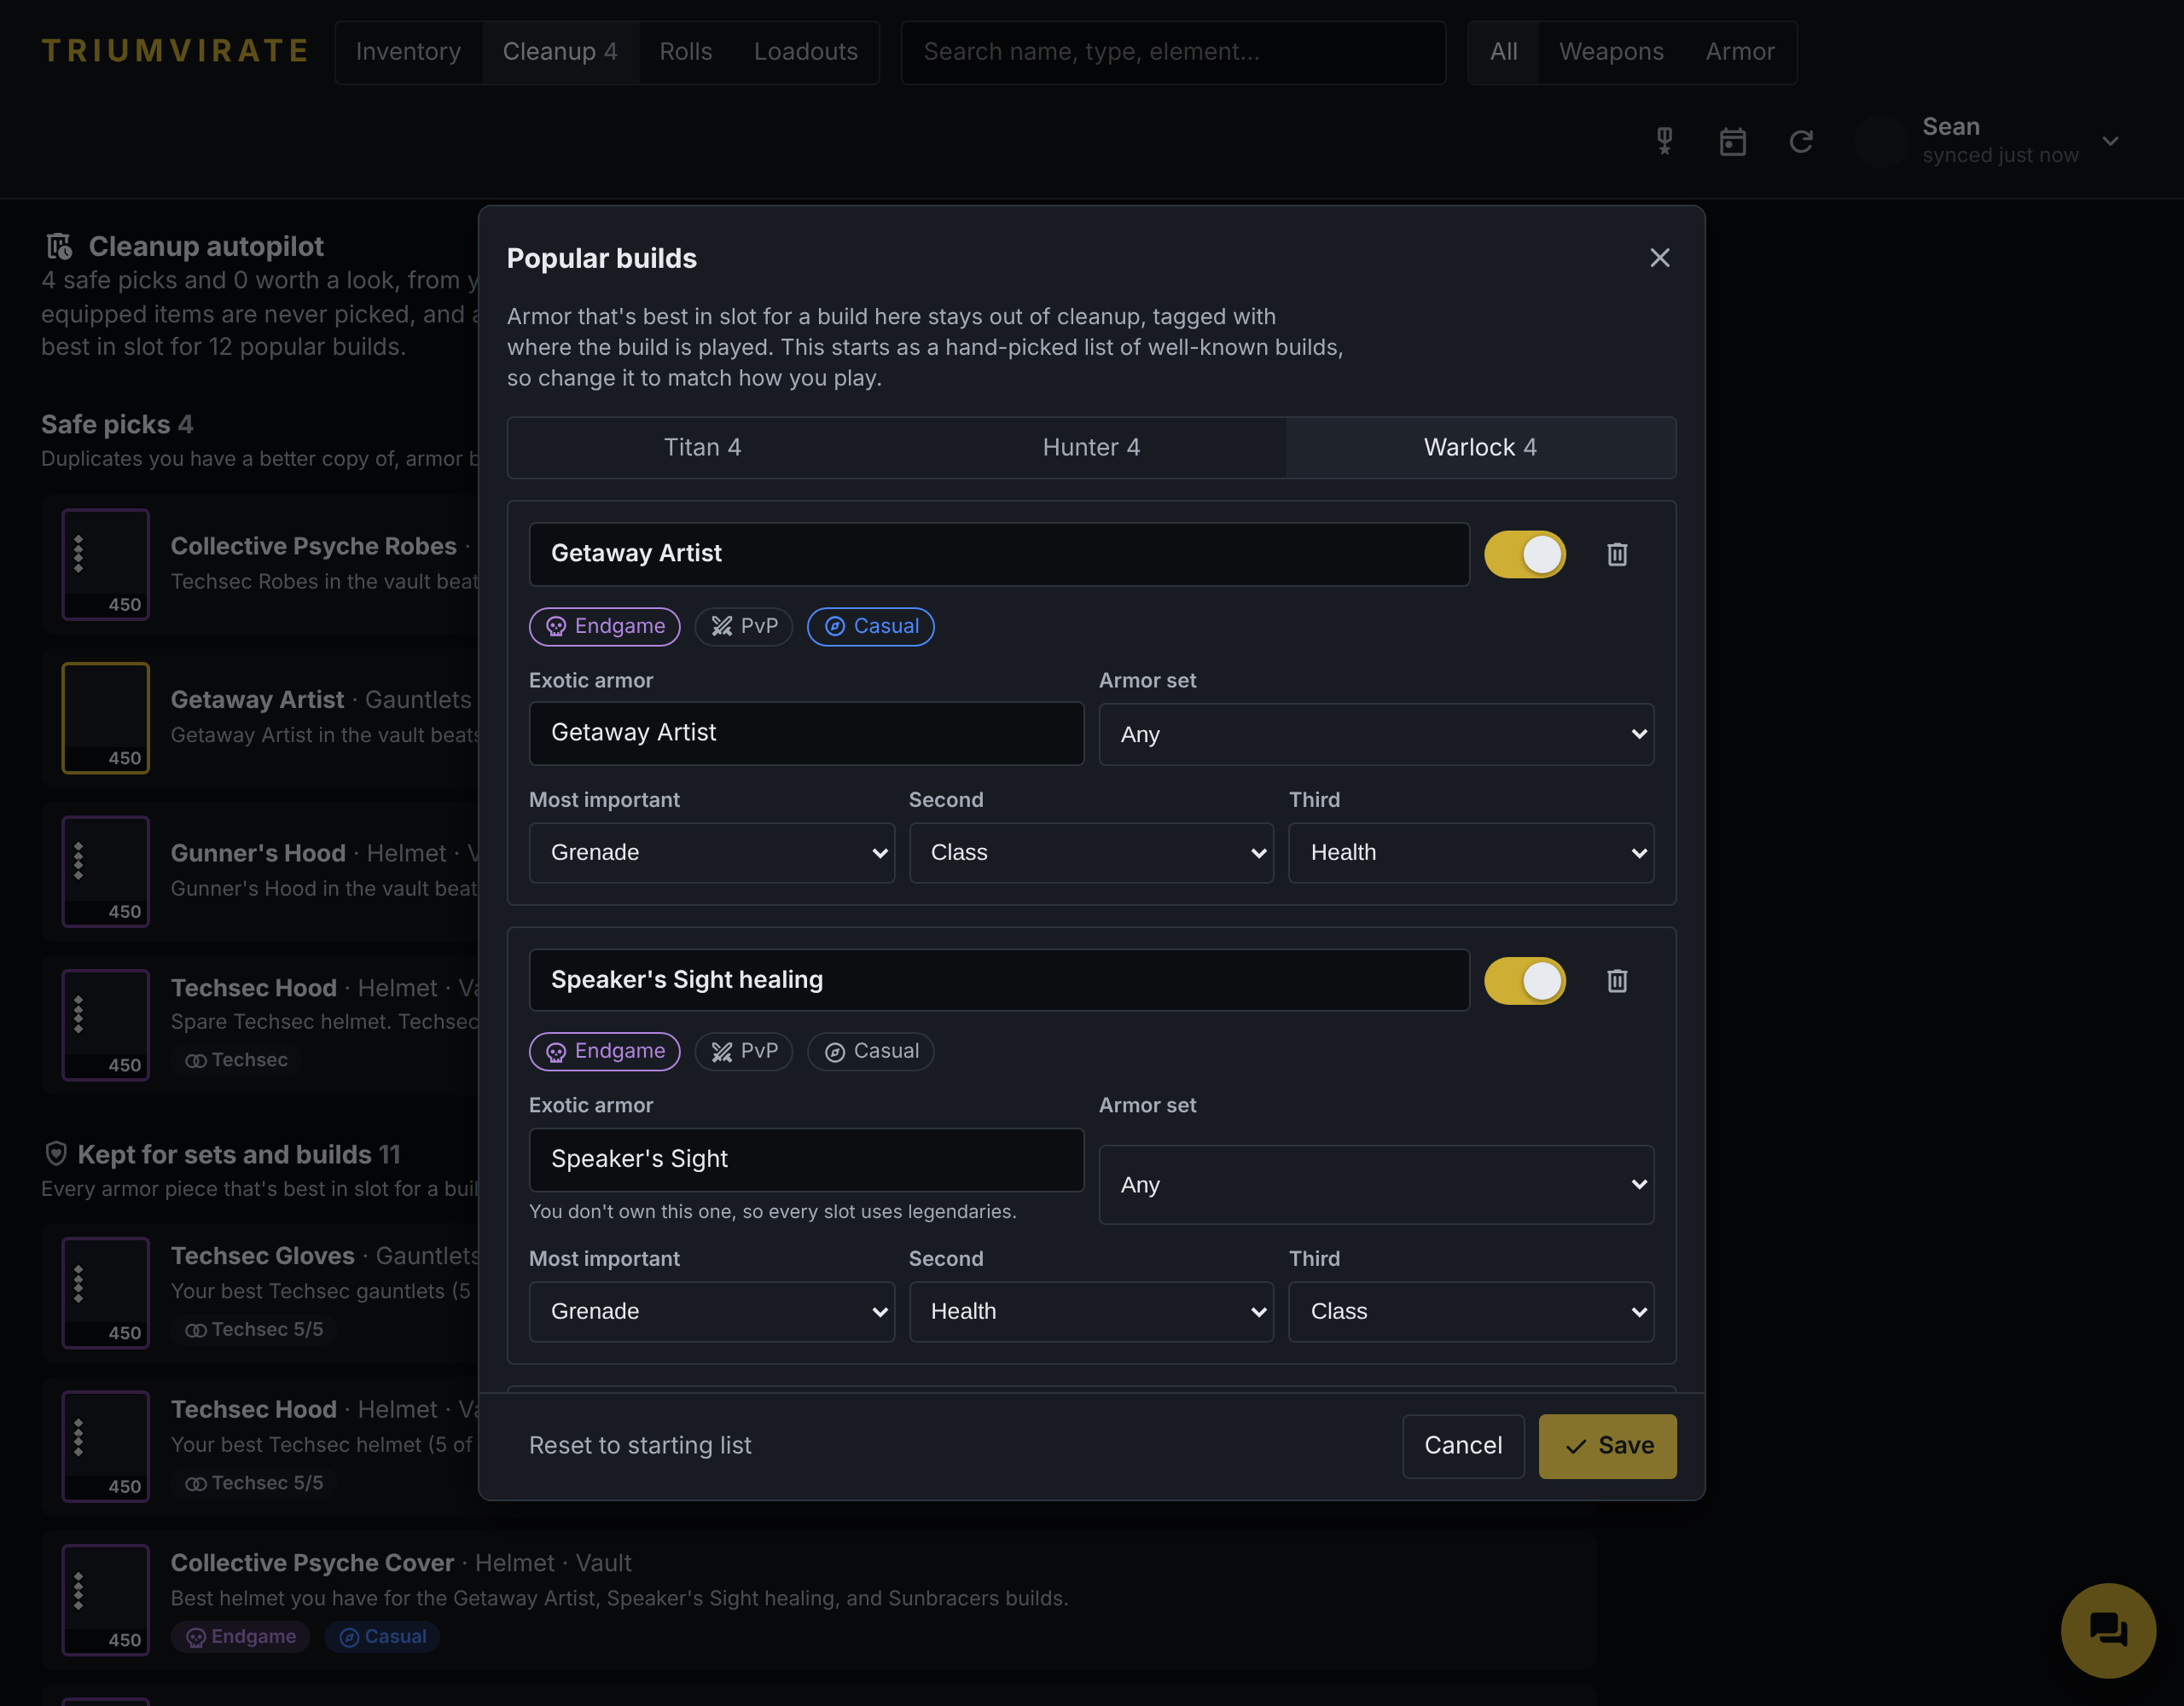 TRIUMVIRATE
Inventory
Cleanup 4
Rolls
Loadouts
Search name, type, element...
All
Weapons
Armor
Sean
synced just now
Cleanup autopilot
4 safe picks and 0 worth a look, from
equipped items are never picked, and
best in slot for 12 popular builds.
Safe picks 4
Duplicates you have a better copy of, armor
Collective Psyche Robes ·
Techsec Robes in the vault beat
450
Getaway Artist · Gauntlets
Getaway Artist in the vault beats
450
Gunner's Hood · Helmet ·
Gunner's Hood in the vault beat
450
Techsec Hood · Helmet ·
Spare Techsec helmet. Techsec
Techsec
450
Kept for sets and builds 11
Every armor piece that's best in slot for a
Techsec Gloves · Gauntlets
Your best Techsec gauntlets (5
Techsec 5/5
450
Techsec Hood · Helmet ·
Your best Techsec helmet (5 of
Techsec 5/5
450
Collective Psyche Cover · Helmet · Vault
Best helmet you have for the Getaway Artist, Speaker's Sight healing, and Sunbracers builds.
Endgame
Casual
450
Popular builds
Armor that's best in slot for a build here stays out of cleanup, tagged with
where the build is played. This starts as a hand-picked list of well-known builds,
so change it to match how you play.
Titan 4
Hunter 4
Warlock 4
Getaway Artist
Endgame
PvP
Casual
Exotic armor
Armor set
Getaway Artist
Any
Most important
Second
Third
Grenade
Class
Health
Speaker's Sight healing
Endgame
PvP
Casual
Exotic armor
Armor set
Speaker's Sight
Any
You don't own this one, so every slot uses legendaries.
Most important
Second
Third
Grenade
Health
Class
Reset to starting list
Cancel
Save